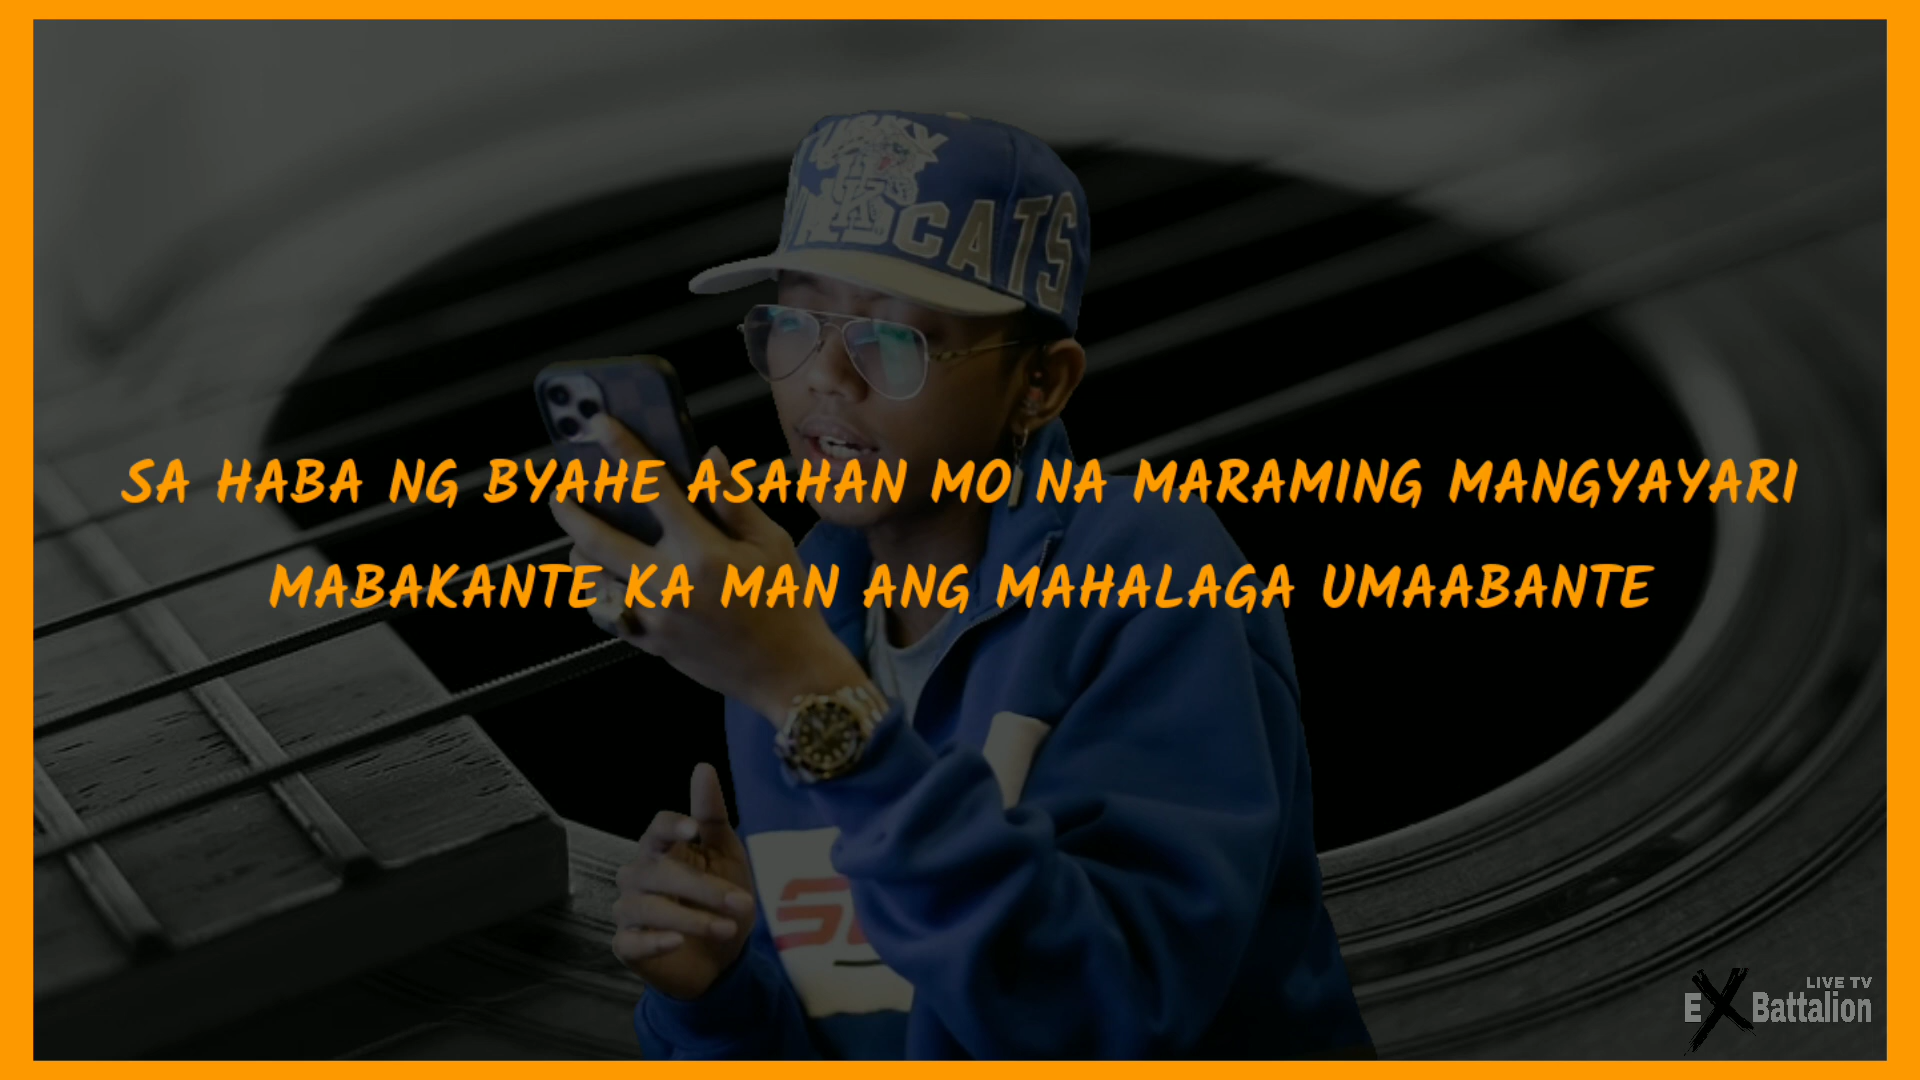 WILDCATS
SA HABA NG BYAHE ASAHAN MO NA MARAMING MANGYAYARI
MABAKANTE KA MAN ANG MAHALAGA UMAABANTE
LIVE TV
EX Battalion